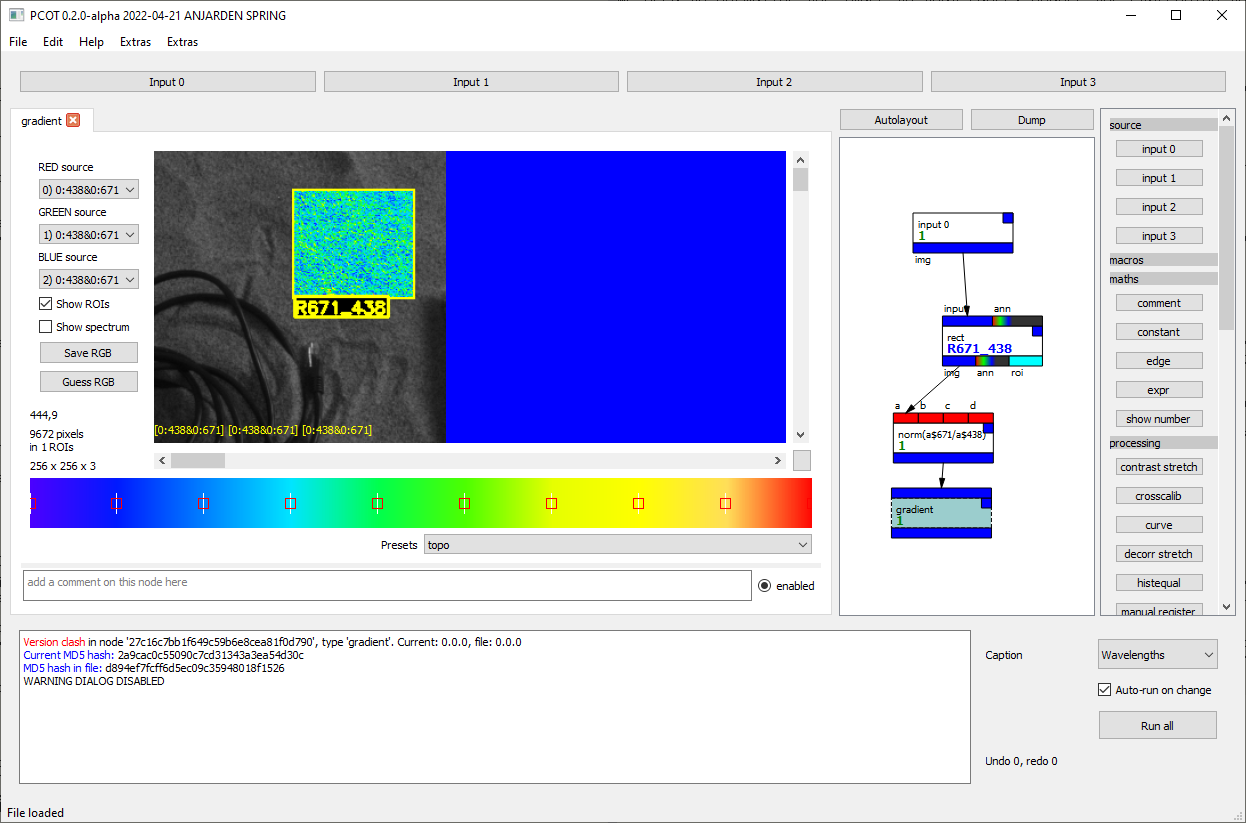 PCOT 0.2.0-alpha 2022-04-21 ANJARDEN SPRING
File Edit Help Extras Extras
Input 0 Input 1 Input 2 Input 3
gradient
RED source
0) 0:438&0:671
GREEN source
1) 0:438&0:671
BLUE source
2) 0:438&0:671
Show ROIs
Show spectrum
Save RGB
Guess RGB
444,9
9672 pixels
in 1 ROIs
256 x 256 x 3
R671_438
[0:438&0:671] [0:438&0:671] [0:438&0:671]
Presets topo
add a comment on this node here
enabled
Autolayout Dump
input 0
1
img
input ann
rect
R671_438
img ann roi
a b c d
norm(a$671/a$438)
1
gradient
1
source
input 0
input 1
input 2
input 3
macros
maths
comment
constant
edge
expr
show number
processing
contrast stretch
crosscalib
curve
decorr stretch
histequal
manual register
Version clash in node '27c16c7bb1f649c59b6e8cea81f0d790', type 'gradient'. Current: 0.0.0, file: 0.0.0
Current MD5 hash: 2a9cac0c55090c7cd31343a3ea54d30c
MD5 hash in file: d894ef7fcff6d5ec09c35948018f1526
WARNING DIALOG DISABLED
Caption Wavelengths
Auto-run on change
Run all
Undo 0, redo 0
File loaded